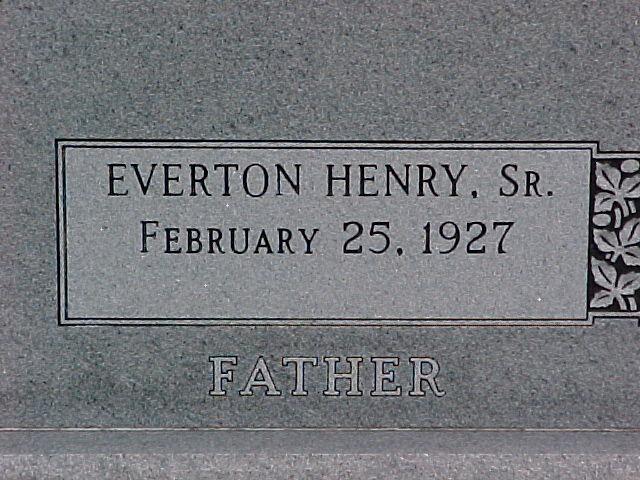 EVERTON HENRY, SR.
FEBRUARY 25, 1927
FATHER